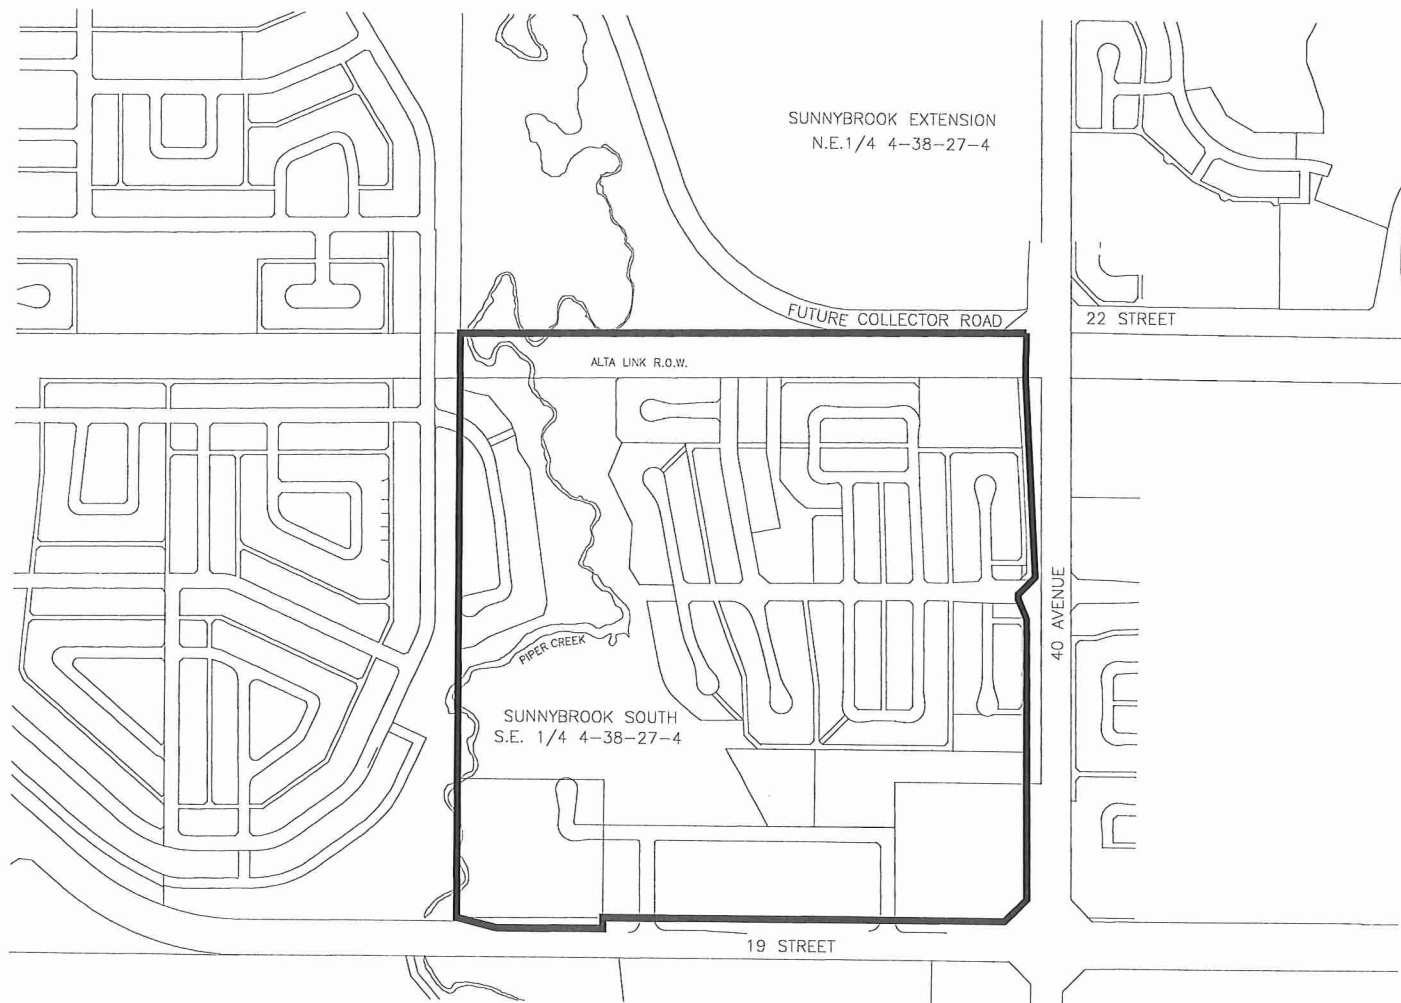 SUNNYBROOK EXTENSION
N.E.1/4 4-38-27-4
FUTURE COLLECTOR ROAD
22 STREET
ALTA LINK R.O.W.
40 AVENUE
PIPER CREEK
SUNNYBROOK SOUTH
S.E. 1/4 4-38-27-4
19 STREET